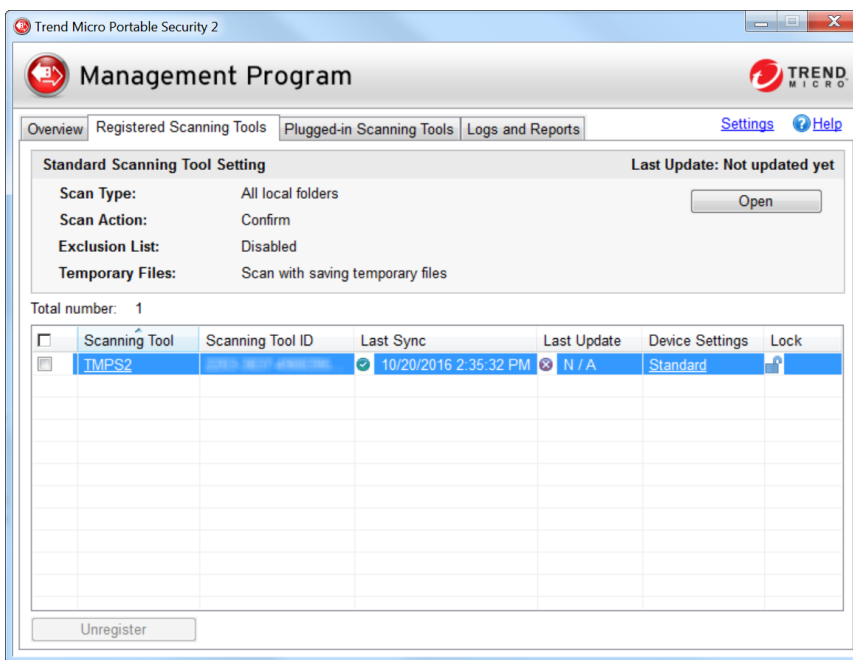 Trend Micro Portable Security 2
Management Program
TREND
MICRO
Overview Registered Scanning Tools Plugged-in Scanning Tools Logs and Reports Settings Help
Standard Scanning Tool Setting Last Update: Not updated yet
Scan Type: All local folders Open
Scan Action: Confirm
Exclusion List: Disabled
Temporary Files: Scan with saving temporary files
Total number: 1
Scanning Tool Scanning Tool ID Last Sync Last Update Device Settings Lock
TMPS2 10/20/2016 2:35:32 PM N / A Standard
Unregister